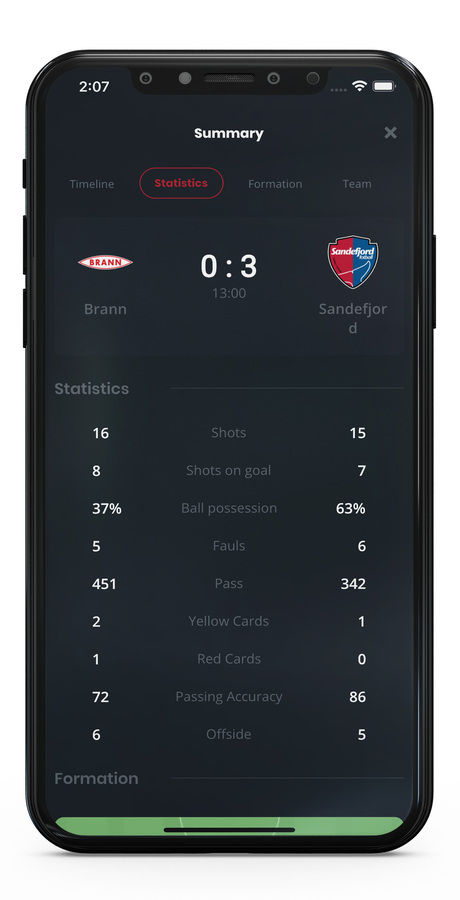 2:07
Summary
Timeline Statistics Formation Team
BRANN 0 : 3 Sandefjord
fotball
13:00
Brann Sandefjor
d
Statistics
16 Shots 15
8 Shots on goal 7
37% Ball possession 63%
5 Fauls 6
451 Pass 342
2 Yellow Cards 1
1 Red Cards 0
72 Passing Accuracy 86
6 Offside 5
Formation